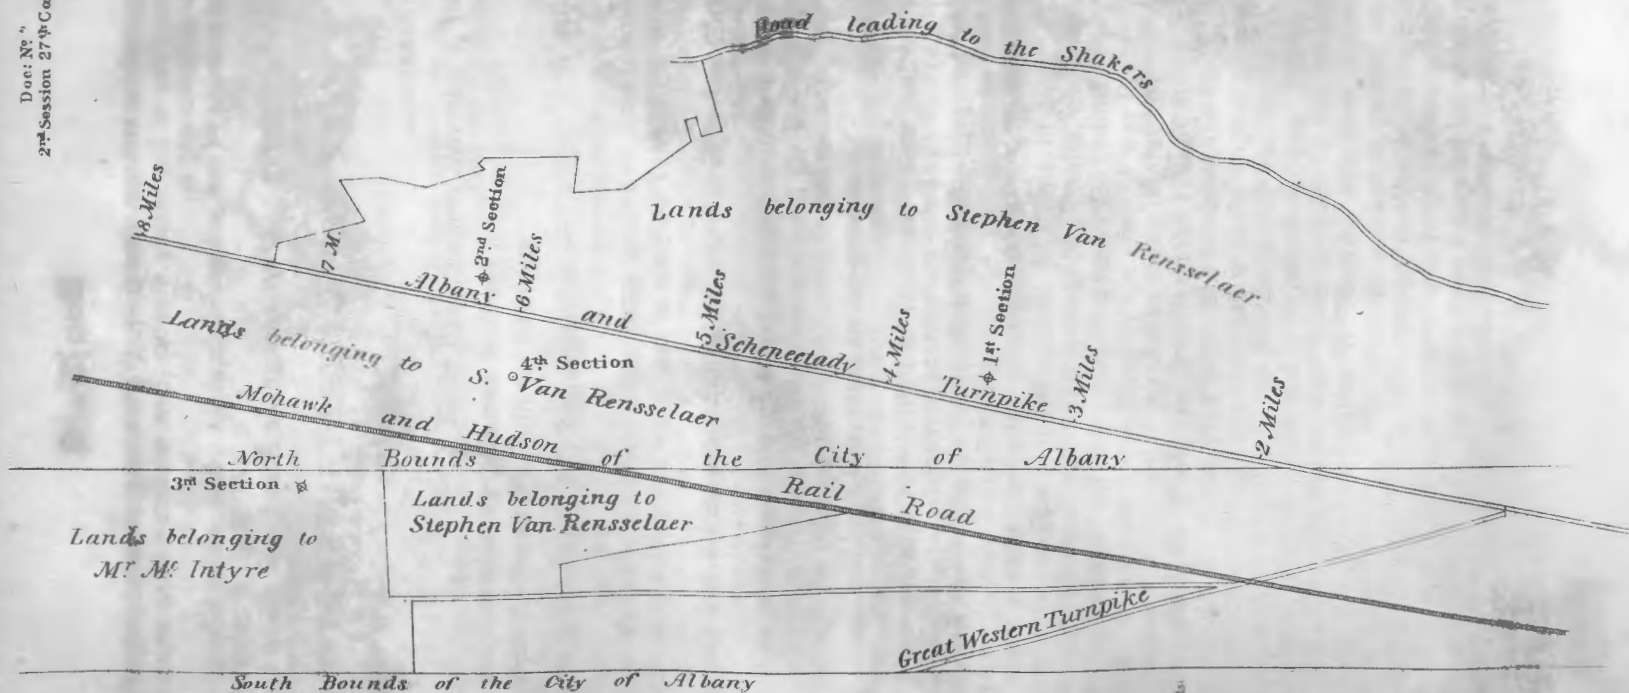 Doc: No.
2nd Session 27th
Road leading to the Shakers
8 Miles
7 M.
2nd Section
6 Miles
5 Miles
4 Miles
1st Section
3 Miles
2 Miles
Lands belonging to Stephen Van Rensselaer
Albany and Schenectady Turnpike
Lands belonging to S. Van Rensselaer
4th Section
Mohawk and Hudson Rail Road
North Bounds of the City of Albany
3rd Section
Lands belonging to
Stephen Van Rensselaer
Lands belonging to
Mr Mc Intyre
Great Western Turnpike
South Bounds of the City of Albany